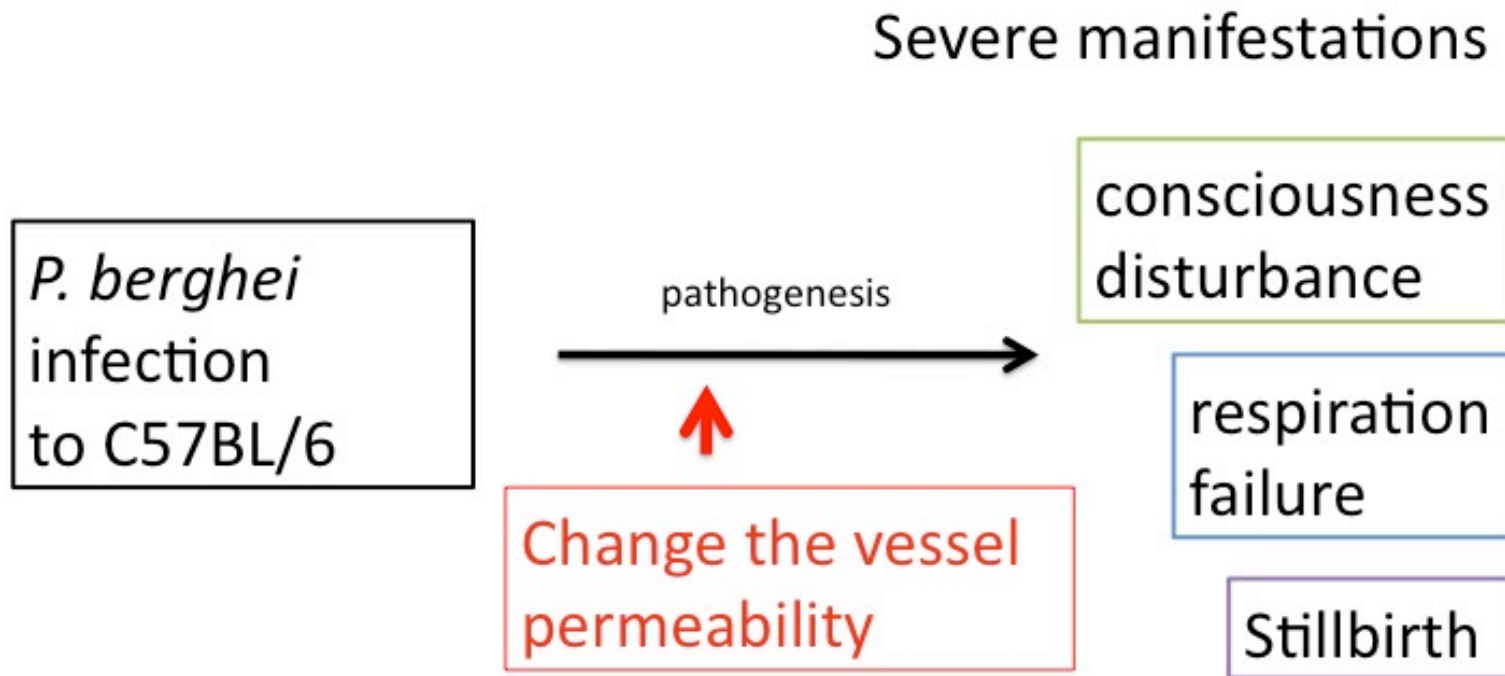 Severe manifestations
consciousness
disturbance
P. berghei
infection
to C57BL/6
pathogenesis
respiration
failure
Change the vessel
permeability
Stillbirth